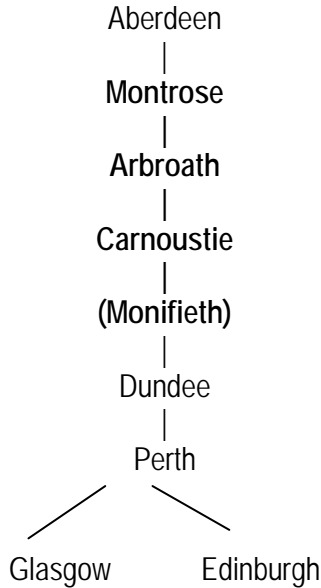 Aberdeen
Montrose
Arbroath
Carnoustie
(Monifieth)
Dundee
Perth
Glasgow Edinburgh